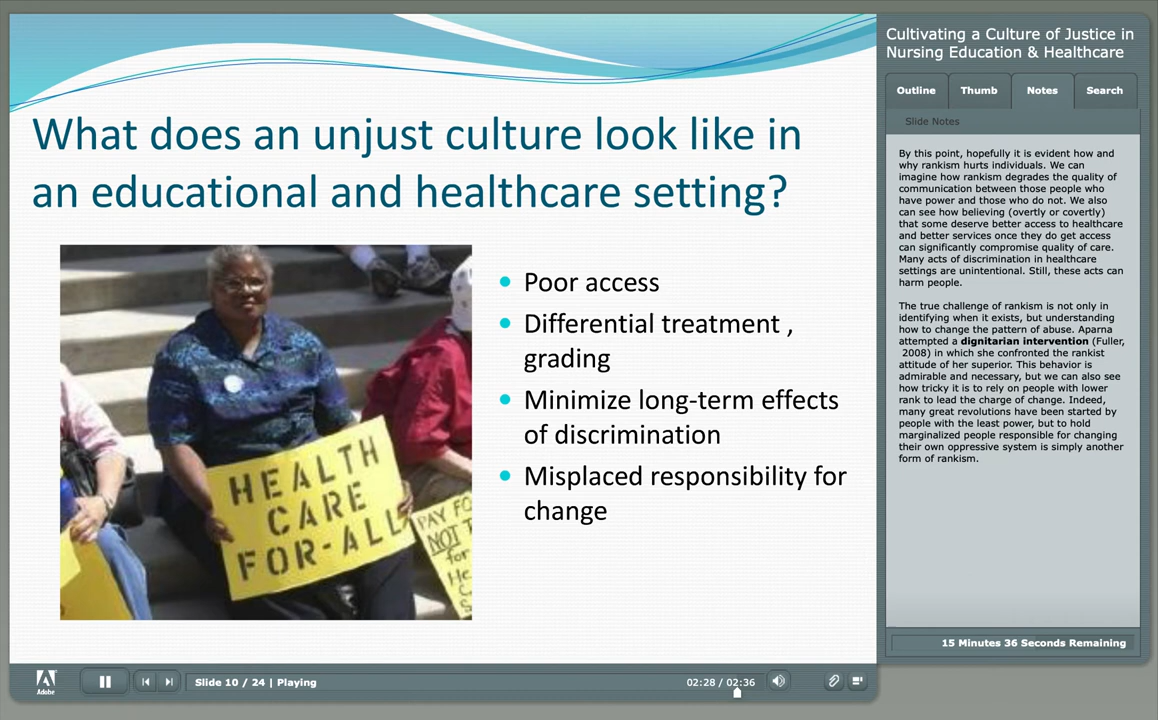 Cultivating a Culture of Justice in
Nursing Education & Healthcare
Outline
Thumb
Notes
Search
Slide Notes
What does an unjust culture look like in
an educational and healthcare setting?
Poor access
Differential treatment ,
grading
Minimize long-term effects
of discrimination
Misplaced responsibility for
change
HEALTH
CARE
FOR-ALL
PAY FO
NOT T
for
He
C
S
By this point, hopefully it is evident how and
why rankism hurts individuals. We can
imagine how rankism degrades the quality of
communication between those people who
have power and those who do not. We also
can see how believing (overtly or covertly)
that some deserve better access to healthcare
and better services once they do get access
can significantly compromise quality of care.
Many acts of discrimination in healthcare
settings are unintentional. Still, these acts can
harm people.
The true challenge of rankism is not only in
identifying when it exists, but understanding
how to change the pattern of abuse. Aparna
attempted a dignitarian intervention (Fuller,
2008) in which she confronted the rankist
attitude of her superior. This behavior is
admirable and necessary, but we can also see
how tricky it is to rely on people with lower
rank to lead the charge of change. Indeed,
many great revolutions have been started by
people with the least power, but to hold
marginalized people responsible for changing
their own oppressive system is simply another
form of rankism.
15 Minutes 36 Seconds Remaining
Adobe
Slide 10 / 24 | Playing
02:28 / 02:36